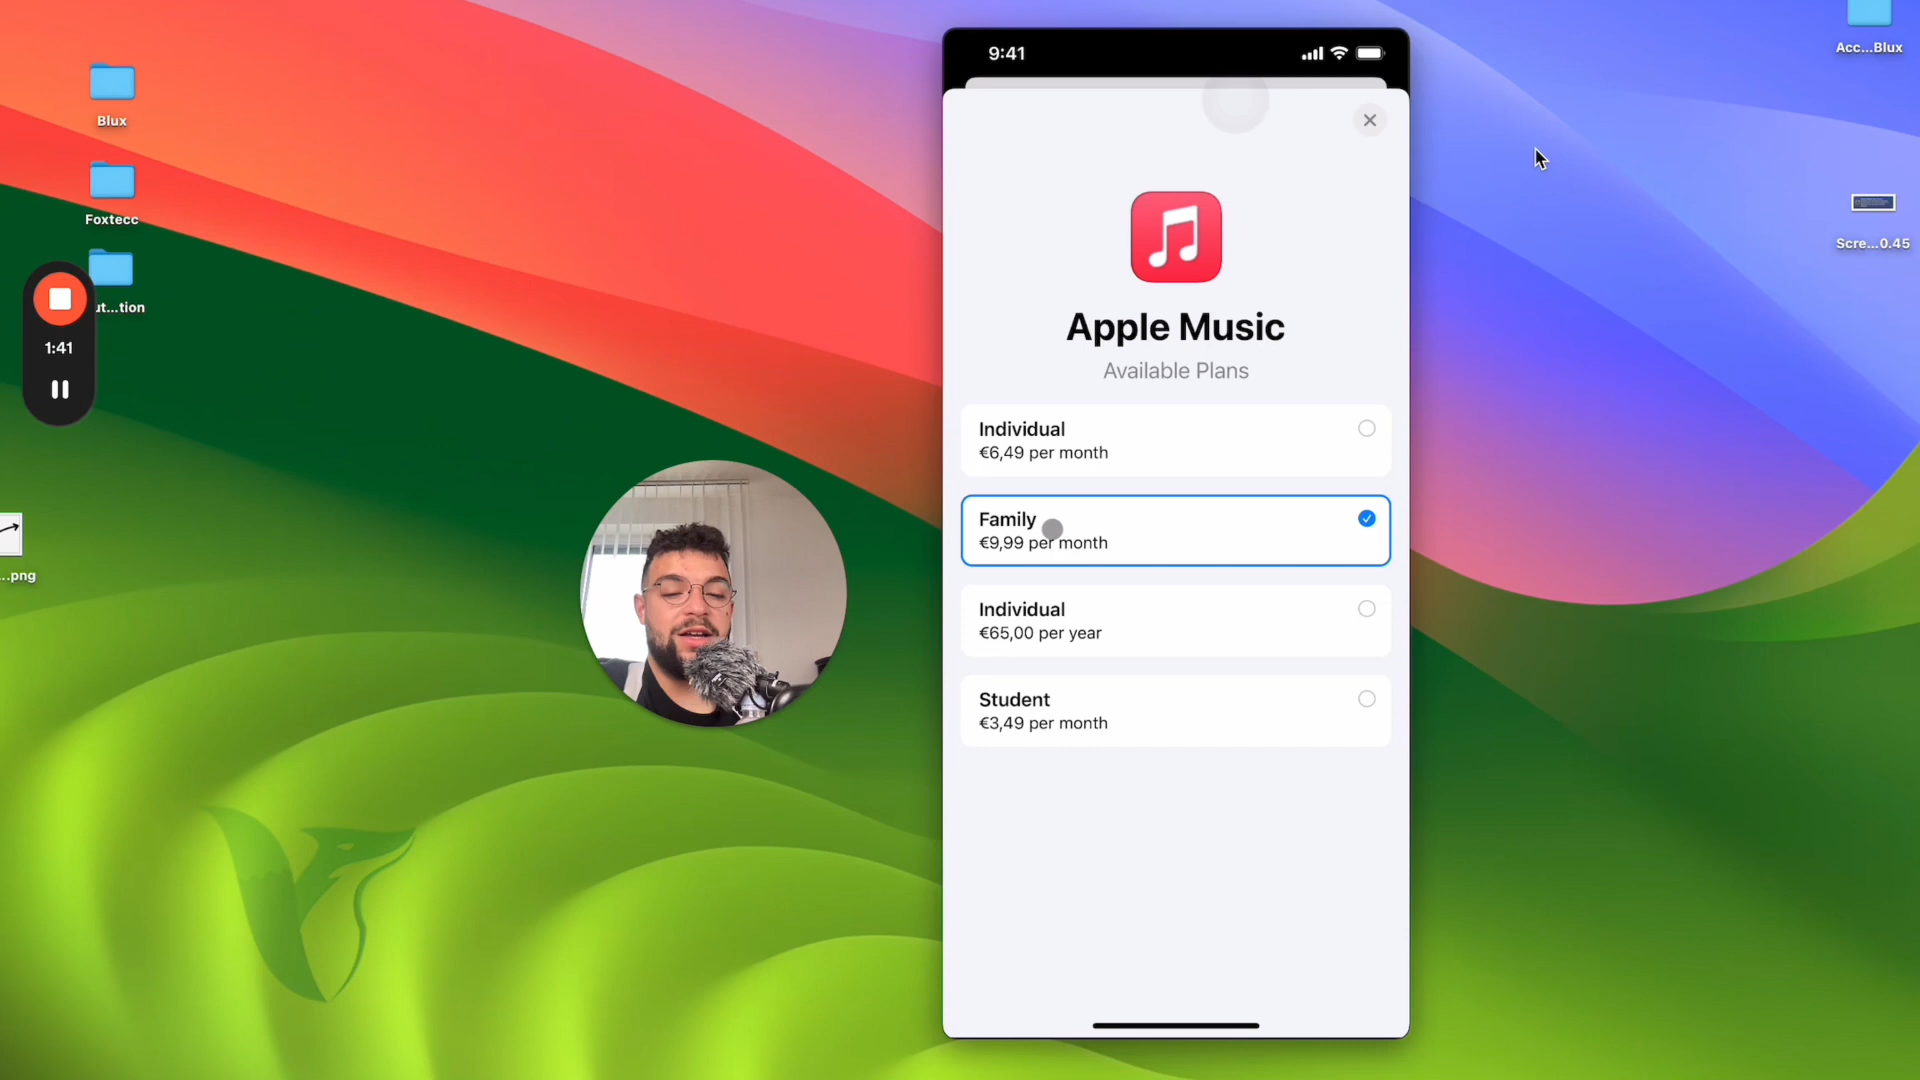 Blux
Foxtecc
ut...tion
1:41
...png
9:41
Apple Music
Available Plans
Individual
€6,49 per month
Family
€9,99 per month
Individual
€65,00 per year
Student
€3,49 per month
Acc...Blux
Scre...0.45